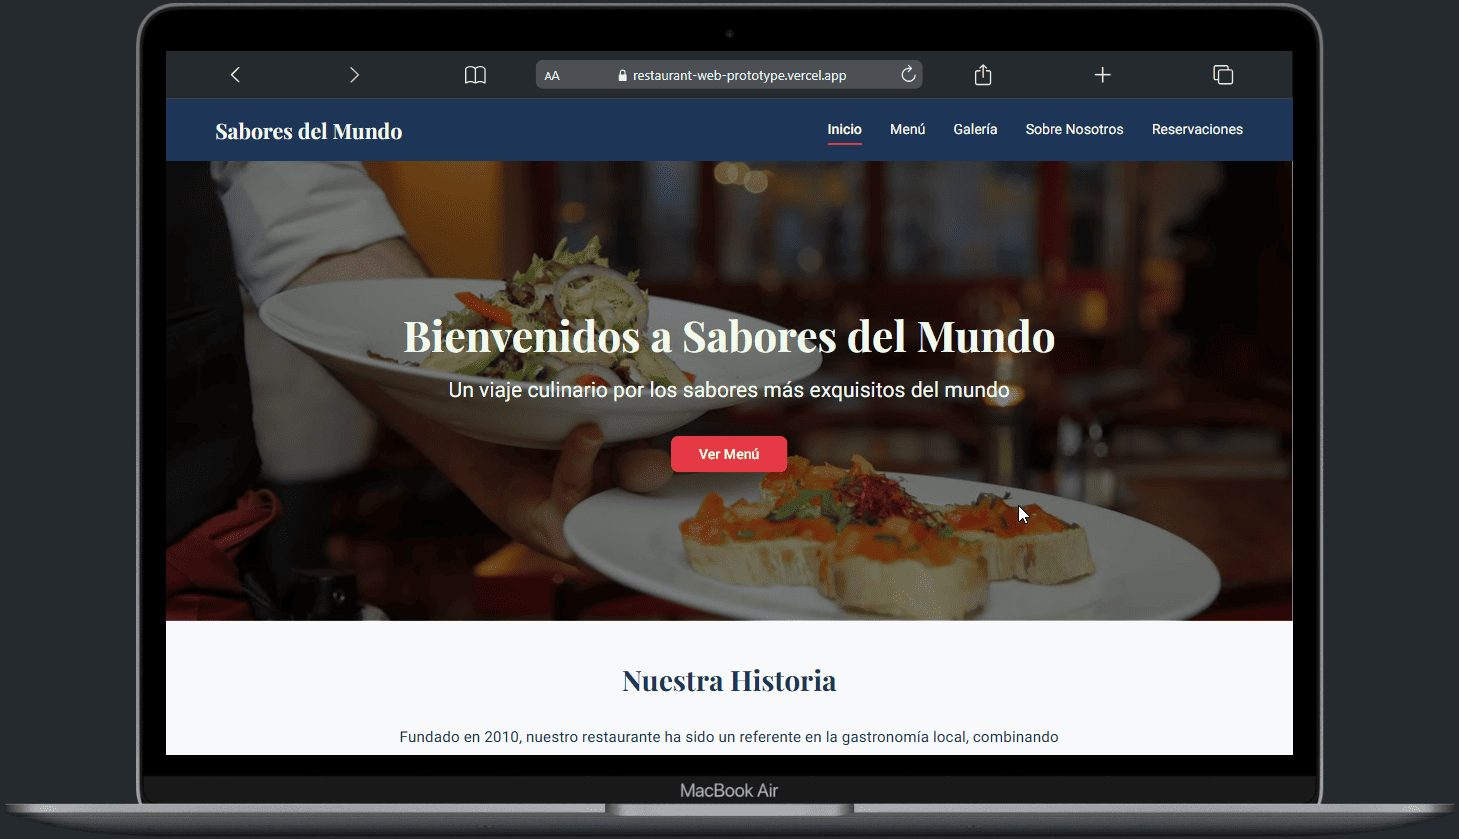 AA restaurant-web-prototype.vercel.app
Sabores del Mundo
Inicio Menú Galería Sobre Nosotros Reservaciones
Bienvenidos a Sabores del Mundo
Un viaje culinario por los sabores más exquisitos del mundo
Ver Menú
Nuestra Historia
Fundado en 2010, nuestro restaurante ha sido un referente en la gastronomía local, combinando
MacBook Air